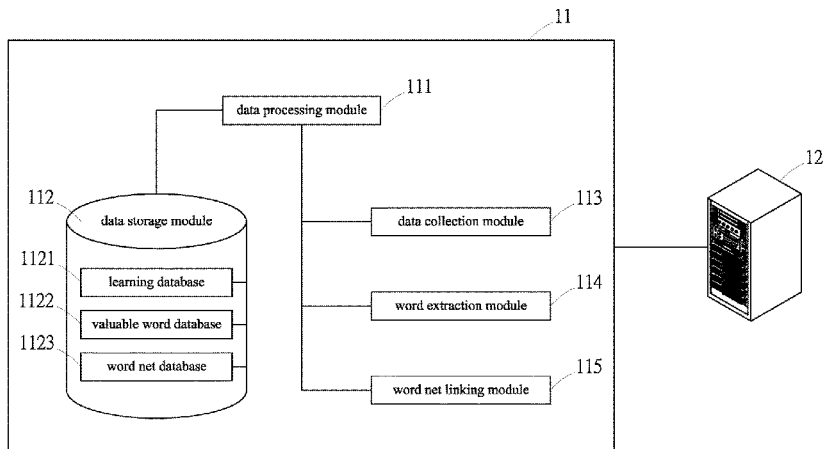 11
111
data processing module
12
112
data storage module
113
data collection module
1121
learning database
114
1122
word extraction module
valuable word database
1123
word net database
115
word net linking module